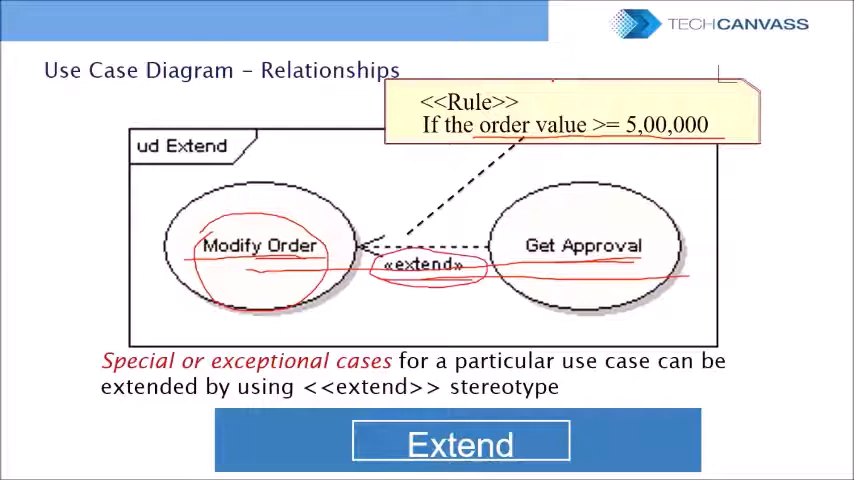 TECHCANVASS
Use Case Diagram – Relationships
<<Rule>>
If the order value >= 5,00,000
ud Extend
Modify Order
Get Approval
«extend»
Special or exceptional cases for a particular use case can be
extended by using <<extend>> stereotype
Extend